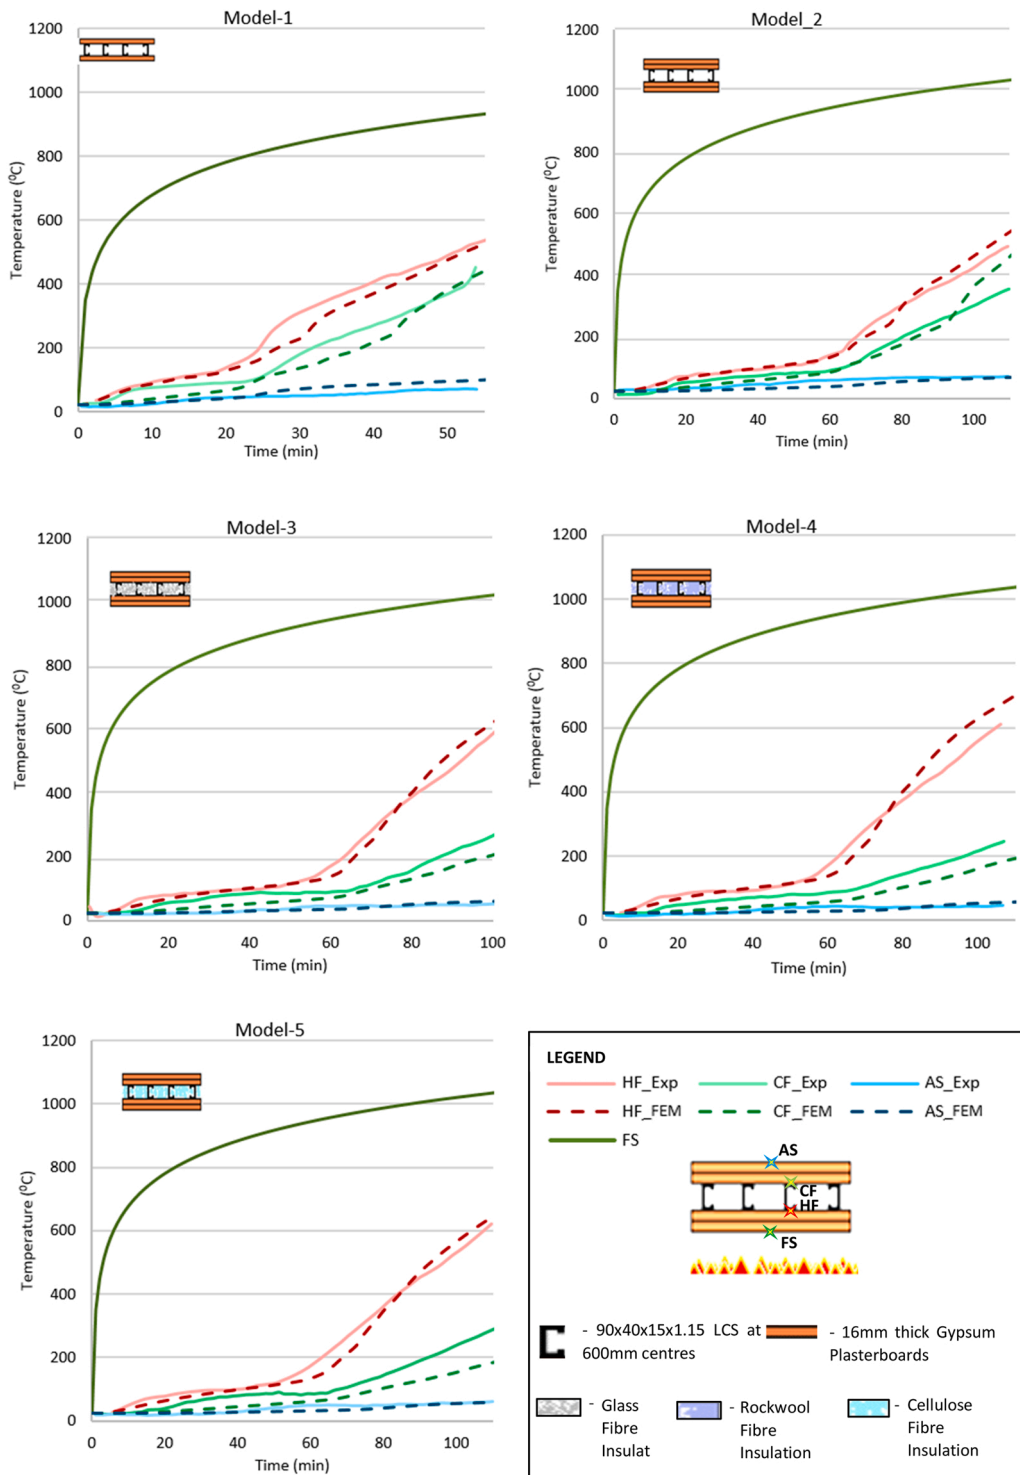 Model-1
1200
1000
800
600
400
200
0
Temperature (⁰C)
0 10 20 30 40 50
Time (min)
Model_2
1200
1000
800
600
400
200
0
Temperature (⁰C)
0 20 40 60 80 100
Time (min)
Model-3
1200
1000
800
600
400
200
0
Temperature (⁰C)
0 20 40 60 80 100
Time (min)
Model-4
1200
1000
800
600
400
200
0
Temperature (⁰C)
0 20 40 60 80 100
Time (min)
Model-5
1200
1000
800
600
400
200
0
Temperature (⁰C)
0 20 40 60 80 100
Time (min)
LEGEND
HF_Exp CF_Exp AS_Exp
HF_FEM CF_FEM AS_FEM
FS
AS
CF
HF
FS
- 90x40x15x1.15 LCS at
600mm centres
- 16mm thick Gypsum
Plasterboards
- Glass
Fibre
Insulat
- Rockwool
Fibre
Insulation
- Cellulose
Fibre
Insulation